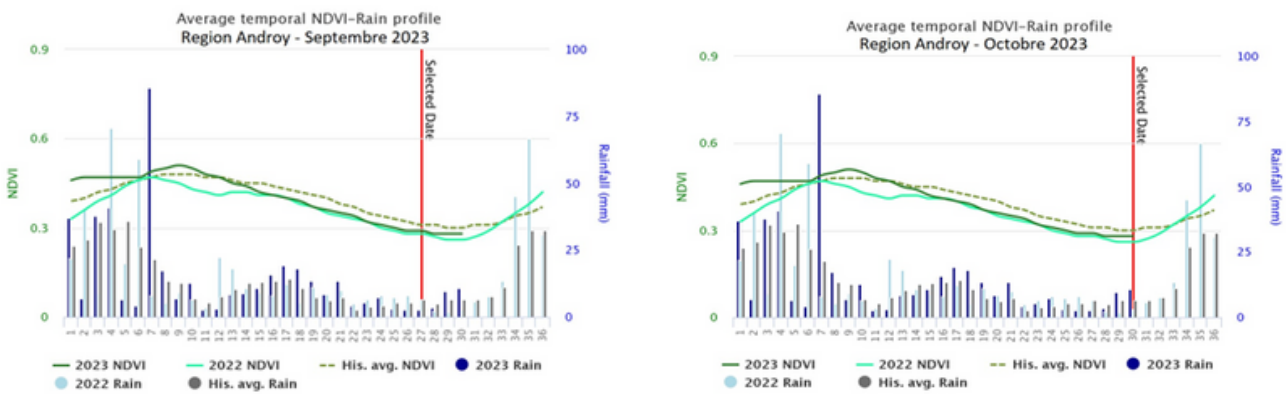 Average temporal NDVI-Rain profile
Region Androy - Septembre 2023
0.9
0.6
0.3
0
NDVI
100
75
50
25
0
Rainfall (mm)
Selected Date
1 2 3 4 5 6 7 8 9 10 11 12 13 14 15 16 17 18 19 20 21 22 23 24 25 26 27 28 29 30 31 32 33 34 35 36
2023 NDVI 2022 NDVI His. avg. NDVI 2023 Rain
2022 Rain His. avg. Rain
Average temporal NDVI-Rain profile
Region Androy - Octobre 2023
0.9
0.6
0.3
0
NDVI
100
75
50
25
0
Rainfall (mm)
Selected Date
1 2 3 4 5 6 7 8 9 10 11 12 13 14 15 16 17 18 19 20 21 22 23 24 25 26 27 28 29 30 31 32 33 34 35 36
2023 NDVI 2022 NDVI His. avg. NDVI 2023 Rain
2022 Rain His. avg. Rain